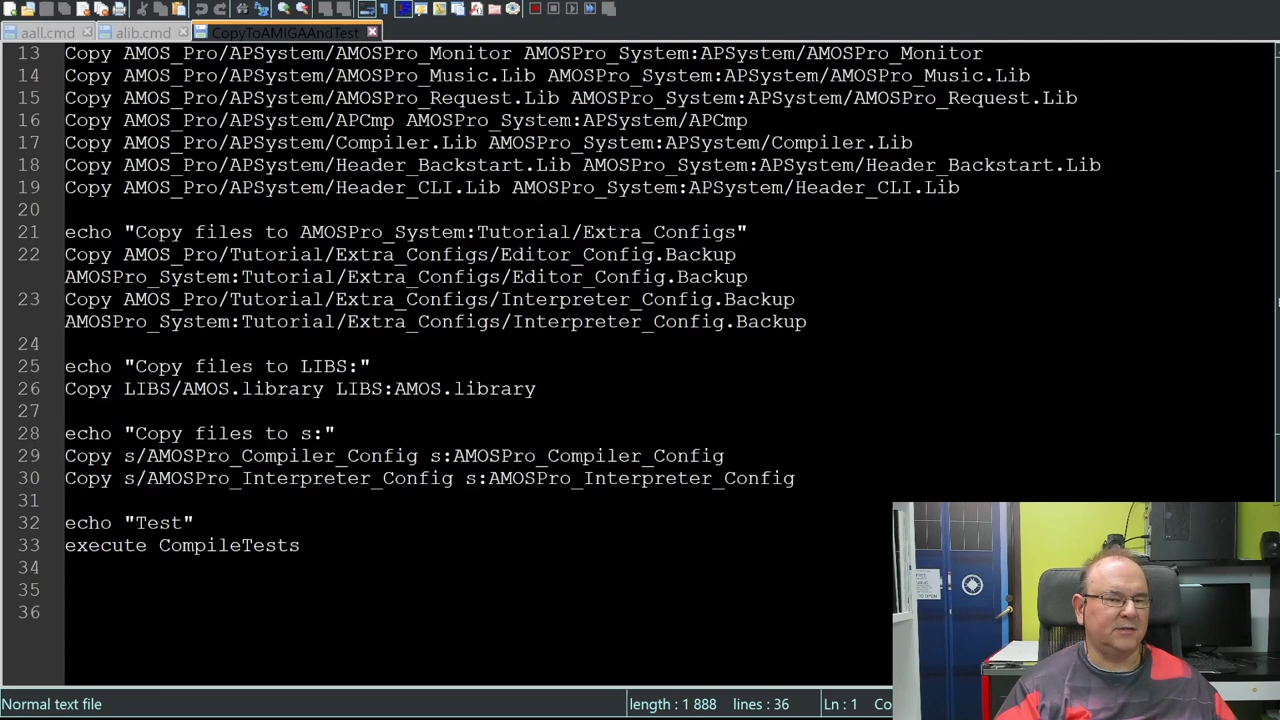 aall.cmd alib.cmd CopyToAMIGAAndTest
13 Copy AMOS_Pro/APSystem/AMOSPro_Monitor AMOSPro_System:APSystem/AMOSPro_Monitor
14 Copy AMOS_Pro/APSystem/AMOSPro_Music.Lib AMOSPro_System:APSystem/AMOSPro_Music.Lib
15 Copy AMOS_Pro/APSystem/AMOSPro_Request.Lib AMOSPro_System:APSystem/AMOSPro_Request.Lib
16 Copy AMOS_Pro/APSystem/APCmp AMOSPro_System:APSystem/APCmp
17 Copy AMOS_Pro/APSystem/Compiler.Lib AMOSPro_System:APSystem/Compiler.Lib
18 Copy AMOS_Pro/APSystem/Header_Backstart.Lib AMOSPro_System:APSystem/Header_Backstart.Lib
19 Copy AMOS_Pro/APSystem/Header_CLI.Lib AMOSPro_System:APSystem/Header_CLI.Lib
20
21 echo "Copy files to AMOSPro_System:Tutorial/Extra_Configs"
22 Copy AMOS_Pro/Tutorial/Extra_Configs/Editor_Config.Backup
AMOSPro_System:Tutorial/Extra_Configs/Editor_Config.Backup
23 Copy AMOS_Pro/Tutorial/Extra_Configs/Interpreter_Config.Backup
AMOSPro_System:Tutorial/Extra_Configs/Interpreter_Config.Backup
24
25 echo "Copy files to LIBS:"
26 Copy LIBS/AMOS.library LIBS:AMOS.library
27
28 echo "Copy files to s:"
29 Copy s/AMOSPro_Compiler_Config s:AMOSPro_Compiler_Config
30 Copy s/AMOSPro_Interpreter_Config s:AMOSPro_Interpreter_Config
31
32 echo "Test"
33 execute CompileTests
34
35
36
Normal text file length : 1 888 lines : 36 Ln : 1 Co